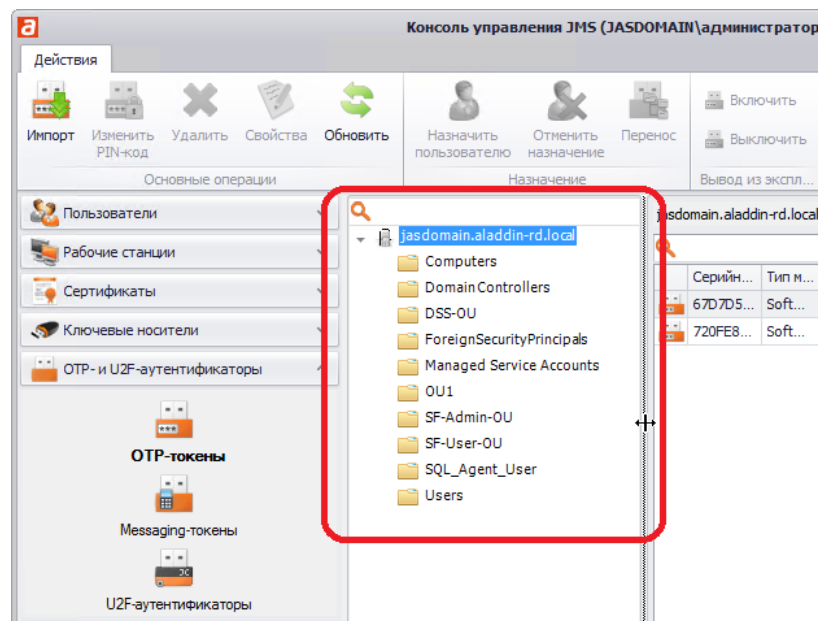 a
Консоль управления JMS (JASDOMAIN\администратор
Действия
Импорт
Изменить
PIN-код
Удалить
Свойства
Обновить
Назначить
пользователю
Отменить
назначение
Перенос
Включить
Выключить
Основные операции
Назначение
Вывод из экспл...
Пользователи
Рабочие станции
Сертификаты
Ключевые носители
OTP- и U2F-аутентификаторы
OTP-токены
Messaging-токены
U2F-аутентификаторы
jasdomain.aladdin-rd.local
Computers
Domain Controllers
DSS-OU
ForeignSecurityPrincipals
Managed Service Accounts
OU1
SF-Admin-OU
SF-User-OU
SQL_Agent_User
Users
jasdomain.aladdin-rd.local
Серийн... Тип м...
67D7D5... Soft...
720FE8... Soft...